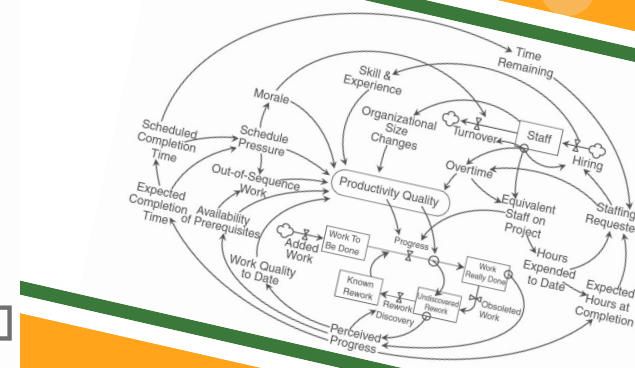 Time
Remaining
Skill &
Experience
Morale
Organizational
Size
Changes
Turnover
Staff
Hiring
Scheduled
Completion
Time
Schedule
Pressure
Out-of-Sequence
Work
Overtime
Productivity Quality
Expected
Completion
Time
Availability
of Prerequisites
Equivalent
Staff on
Project
Staffing
Requeste
Added
Work
Work To
Be Done
Progress
Hours
Expended
to Date
Work Quality
to Date
Known
Rework
Work
Really Done
Expected
Hours at
Completion
Rework
Discovery
Undiscovered
Rework
Obsoleted
Work
Perceived
Progress